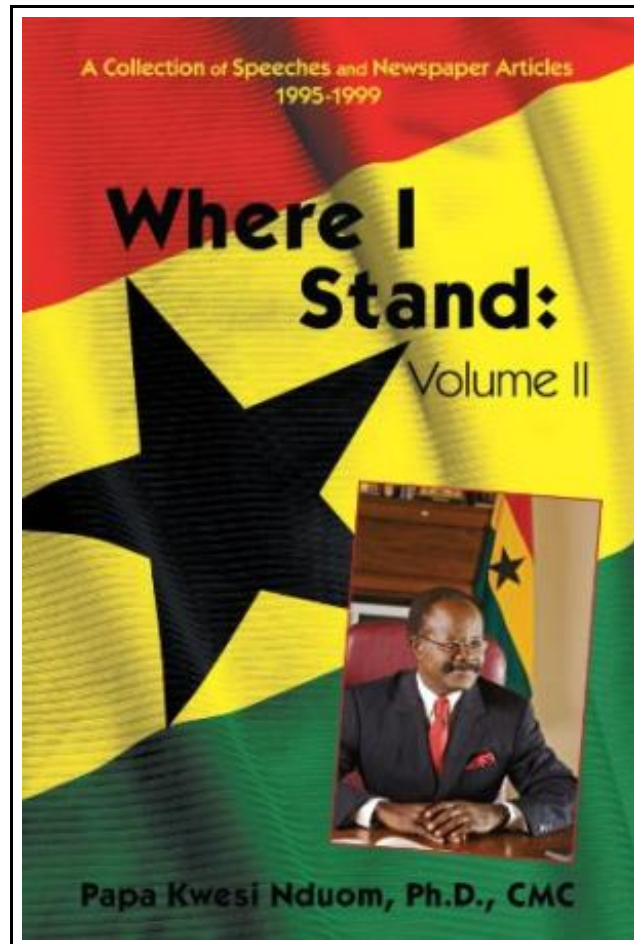 A Collection of Speeches and Newspaper Articles
1995-1999
Where I
Stand:
Volume II
Papa Kwesi Nduom, Ph.D., CMC